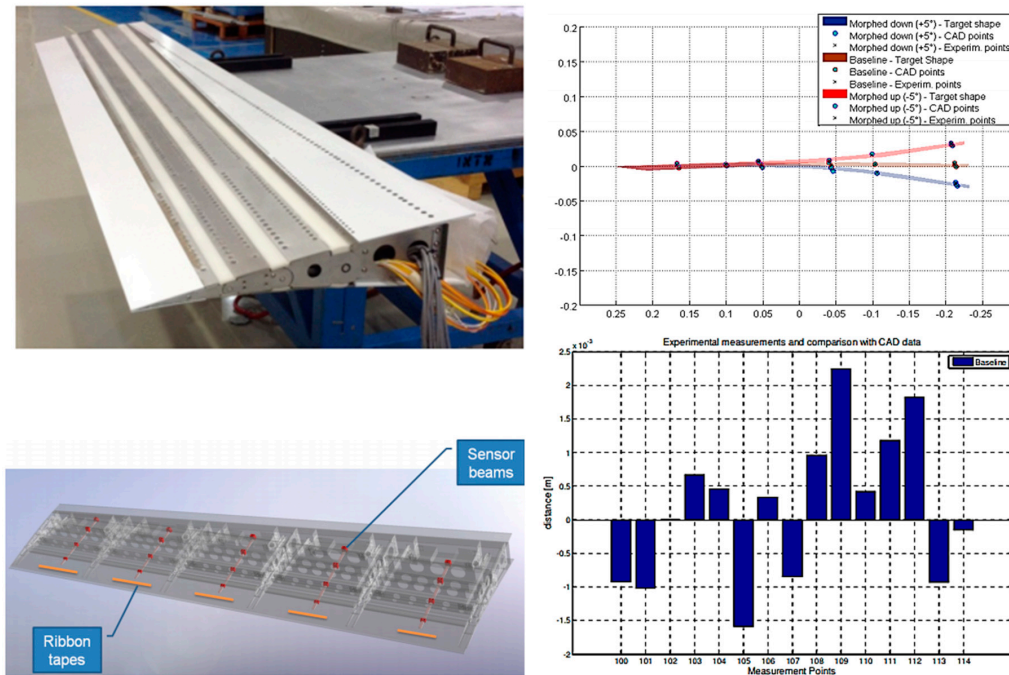 Morphed down (+5°) - Target shape
Morphed down (+5°) - CAD points
Morphed down (+5°) - Experim. points
Baseline - Target Shape
Baseline - CAD points
Baseline - Experim. points
Morphed up (-5°) - Target shape
Morphed up (-5°) - CAD points
Morphed up (-5°) - Experim. points
0.2
0.15
0.1
0.05
0
-0.05
-0.1
-0.15
-0.2
0.25 0.2 0.15 0.1 0.05 0 -0.05 -0.1 -0.15 -0.2 -0.25 -0.30
Experimental measurements and comparison with CAD data
x 10⁻³
Baseline
2.5
2
1.5
1
0.5
0
-0.5
-1
-1.5
-2
distance[m]
100 101 102 103 104 105 106 107 108 109 110 111 112 113 114
Measurement Points
Sensor
beams
Ribbon
tapes